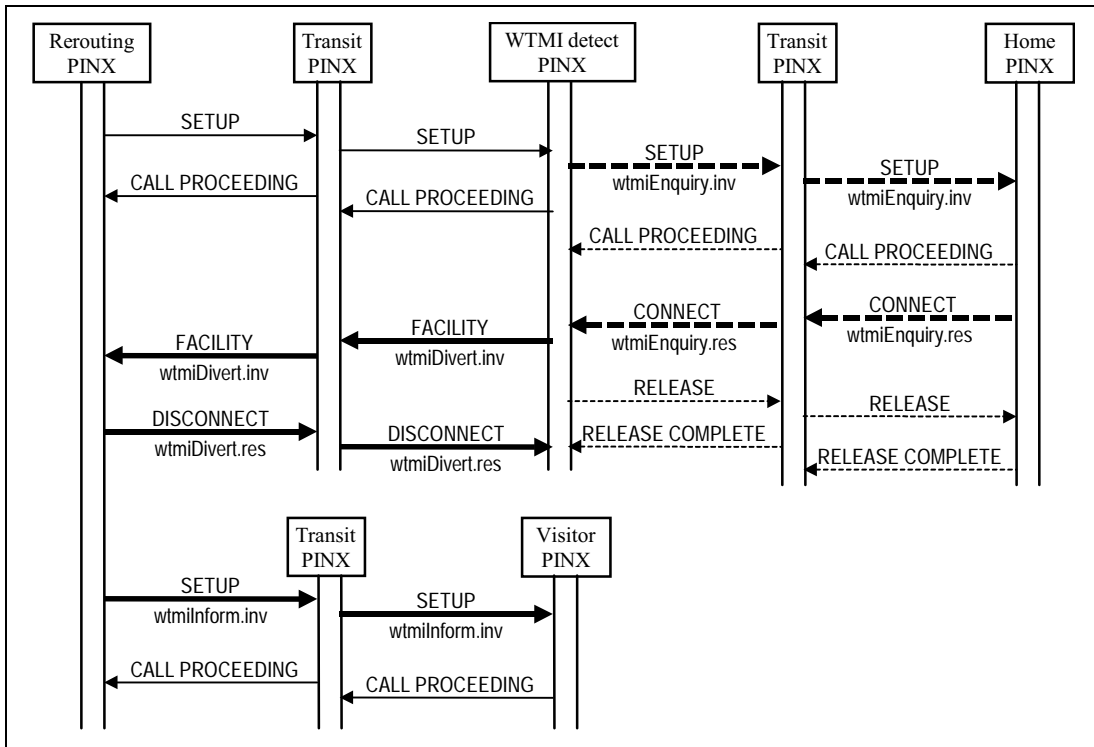 Rerouting
PINX
Transit
PINX
WTMI detect
PINX
Transit
PINX
Home
PINX
SETUP
SETUP
SETUP
wtmiEnquiry.inv
SETUP
wtmiEnquiry.inv
CALL PROCEEDING
CALL PROCEEDING
CALL PROCEEDING
CALL PROCEEDING
CONNECT
wtmiEnquiry.res
CONNECT
wtmiEnquiry.res
FACILITY
wtmiDivert.inv
FACILITY
wtmiDivert.inv
RELEASE
RELEASE
DISCONNECT
wtmiDivert.res
DISCONNECT
wtmiDivert.res
RELEASE COMPLETE
RELEASE COMPLETE
Transit
PINX
Visitor
PINX
SETUP
wtmiInform.inv
SETUP
wtmiInform.inv
CALL PROCEEDING
CALL PROCEEDING